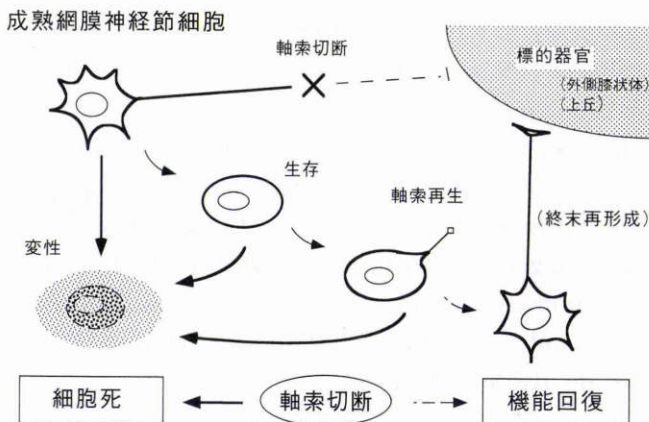 成熟網膜神経節細胞
軸索切断
標的器官
(外側膝状体)
(上丘)
生存
軸索再生
(終末再形成)
変性
細胞死
軸索切断
機能回復